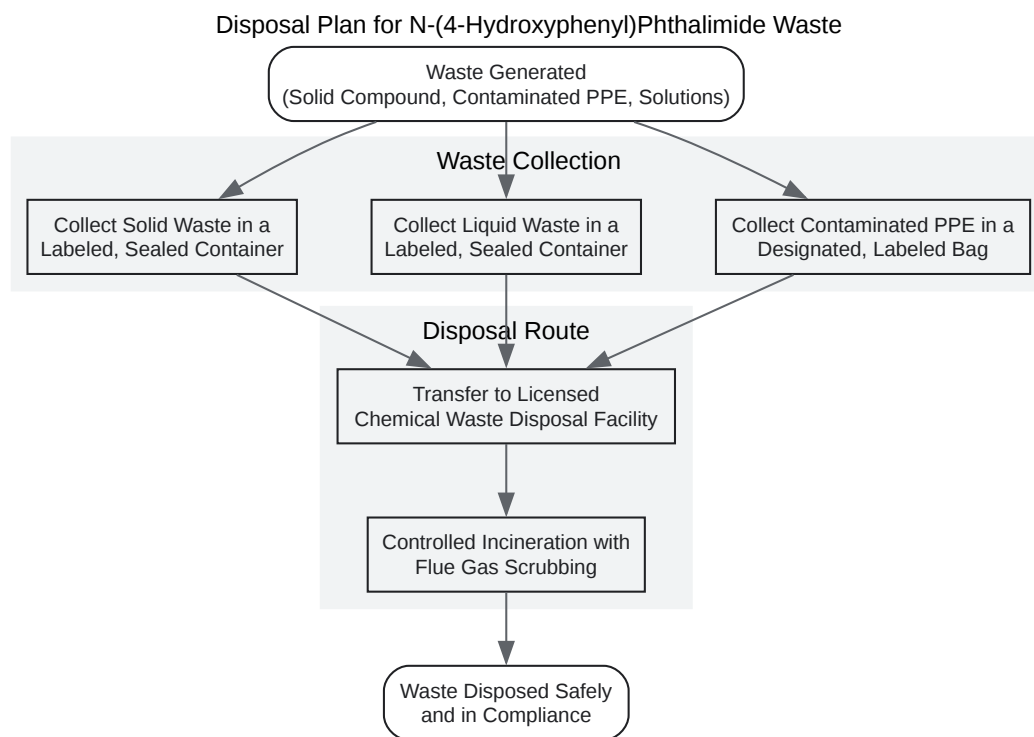 Disposal Plan for N-(4-Hydroxyphenyl)Phthalimide Waste
Waste Generated
(Solid Compound, Contaminated PPE, Solutions)
Waste Collection
Collect Solid Waste in a
Labeled, Sealed Container
Collect Liquid Waste in a
Labeled, Sealed Container
Collect Contaminated PPE in a
Designated, Labeled Bag
Disposal Route
Transfer to Licensed
Chemical Waste Disposal Facility
Controlled Incineration with
Flue Gas Scrubbing
Waste Disposed Safely
and in Compliance